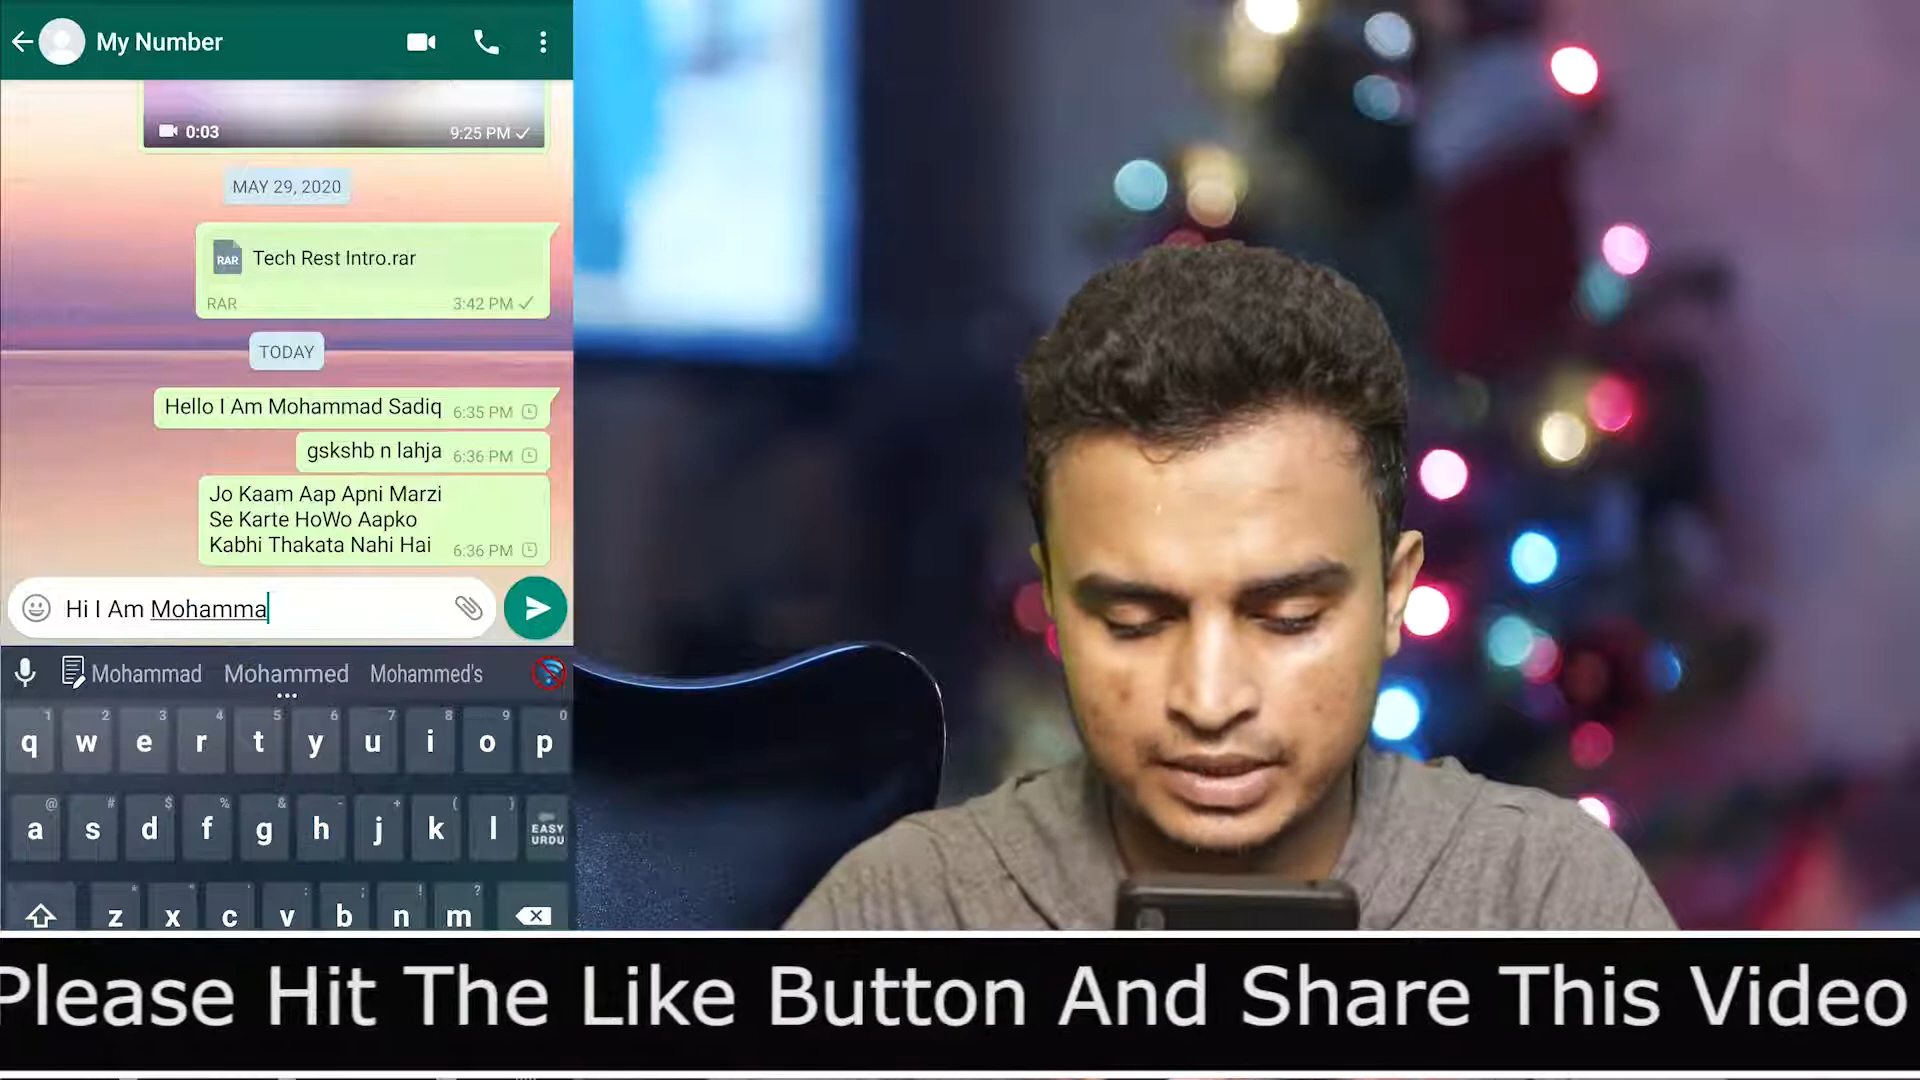 My Number
0:03
9:25 PM
MAY 29, 2020
RAR
Tech Rest Intro.rar
RAR
3:42 PM
TODAY
Hello I Am Mohammad Sadiq 6:35 PM
gskshb n lahja 6:36 PM
Jo Kaam Aap Apni Marzi
Se Karte HoWo Aapko
Kabhi Thakata Nahi Hai 6:36 PM
Hi I Am Mohamma
Mohammad Mohammed Mohammed's
1 2 3 4 5 6 7 8 9 0
q w e r t y u i o p
@ # $ % & - + ( )
a s d f g h j k l
EASY
URDU
* " ' : ; ! ?
z x c v b n m
Please Hit The Like Button And Share This Video